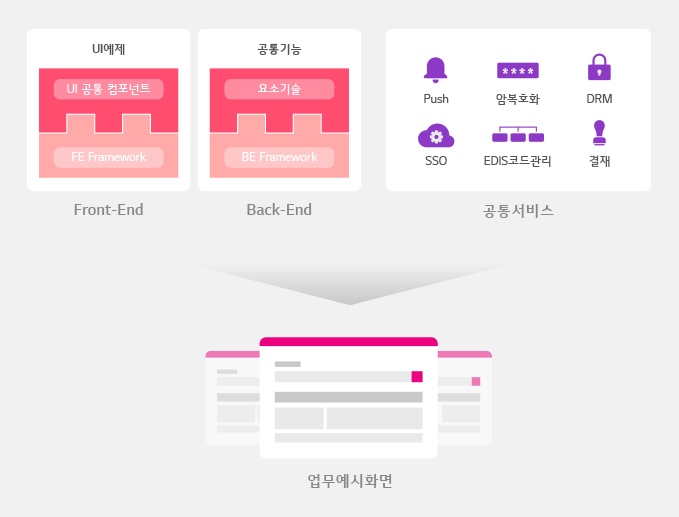 UI예제
UI 공통 컴포넌트
FE Framework
Front-End
공통기능
요소기술
BE Framework
Back-End
****
Push
암복호화
DRM
SSO
EDIS코드관리
결재
공통서비스
업무예시화면